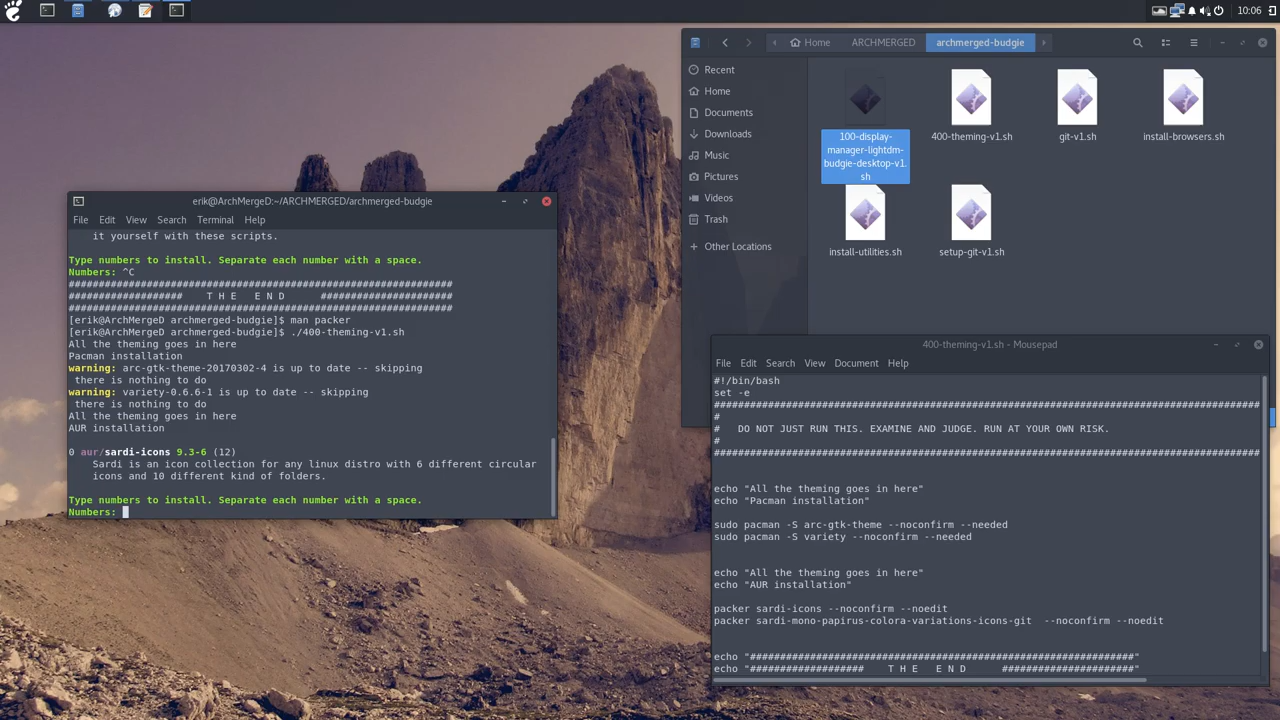 10:06
Home
ARCHMERGED
archmerged-budgie
Recent
Home
Documents
Downloads
Music
Pictures
Videos
Trash
Other Locations
100-display-
manager-lightdm-
budgie-desktop-v1.
sh
400-theming-v1.sh
git-v1.sh
install-browsers.sh
install-utilities.sh
setup-git-v1.sh
erik@ArchMergeD:~/ARCHMERGED/archmerged-budgie
File Edit View Search Terminal Help
it yourself with these scripts.
Type numbers to install. Separate each number with a space.
Numbers: ^C
################################################################
################### T H E E N D ######################
################################################################
[erik@ArchMergeD archmerged-budgie]$ man packer
[erik@ArchMergeD archmerged-budgie]$ ./400-theming-v1.sh
All the theming goes in here
Pacman installation
warning: arc-gtk-theme-20170302-4 is up to date -- skipping
there is nothing to do
warning: variety-0.6.6-1 is up to date -- skipping
there is nothing to do
All the theming goes in here
AUR installation
0 aur/sardi-icons 9.3-6 (12)
Sardi is an icon collection for any linux distro with 6 different circular
icons and 10 different kind of folders.
Type numbers to install. Separate each number with a space.
Numbers:
400-theming-v1.sh - Mousepad
File Edit Search View Document Help
#!/bin/bash
set -e
###########################################################################################
#
# DO NOT JUST RUN THIS. EXAMINE AND JUDGE. RUN AT YOUR OWN RISK.
#
###########################################################################################
echo "All the theming goes in here"
echo "Pacman installation"
sudo pacman -S arc-gtk-theme --noconfirm --needed
sudo pacman -S variety --noconfirm --needed
echo "All the theming goes in here"
echo "AUR installation"
packer sardi-icons --noconfirm --noedit
packer sardi-mono-papirus-colora-variations-icons-git --noconfirm --noedit
echo "################################################################"
echo "################### T H E E N D ######################"